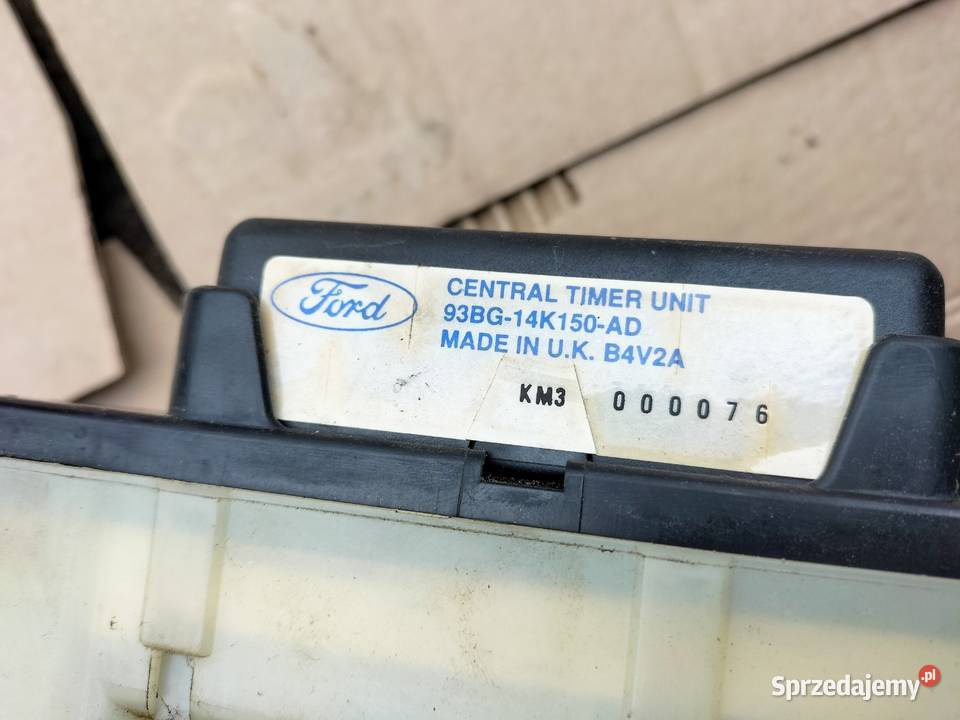 Ford
CENTRAL TIMER UNIT
93BG-14K150-AD
MADE IN U.K. B4V2A
KM3 000076
Sprzedajemy.pl